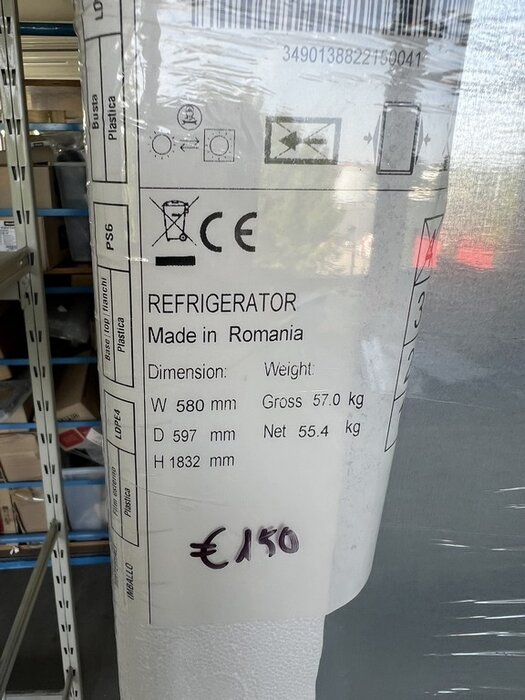 3490138822150041
CE
REFRIGERATOR
Made in Romania
Dimension: Weight:
W 580 mm Gross 57.0 kg
D 597 mm Net 55.4 kg
H 1832 mm
€150
Busta
Plastica
PS6
Base | top | fianchi
Plastica
LDPE4
Film esterno
Plastica
IMBALLO